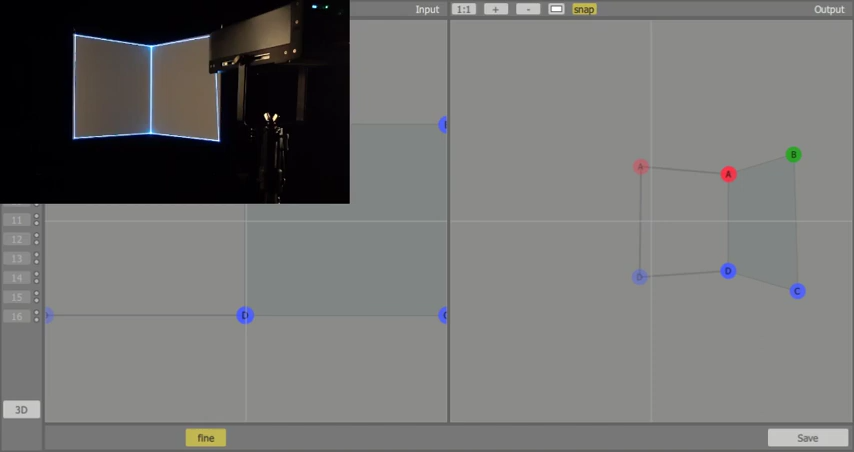 Input
1:1 + - snap Output
B
A
A B
11
12
13
14
15
16
D
D D
C
3D
fine
Save